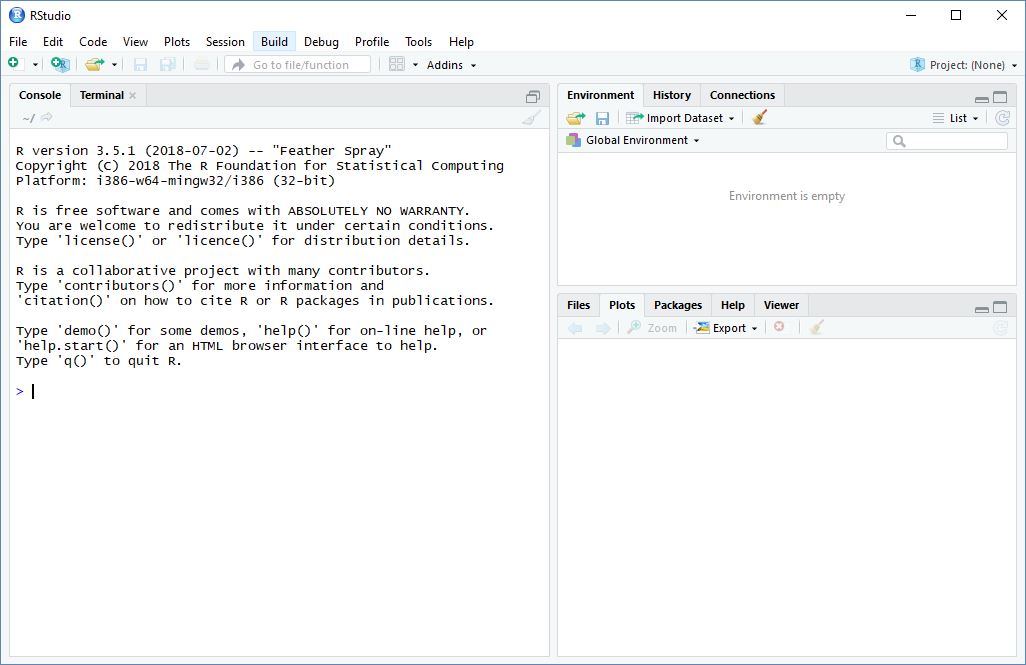 RStudio
File Edit Code View Plots Session Build Debug Profile Tools Help
Go to file/function Addins Project: (None)
Console Terminal
~/
R version 3.5.1 (2018-07-02) -- "Feather Spray"
Copyright (C) 2018 The R Foundation for Statistical Computing
Platform: i386-w64-mingw32/i386 (32-bit)
R is free software and comes with ABSOLUTELY NO WARRANTY.
You are welcome to redistribute it under certain conditions.
Type 'license()' or 'licence()' for distribution details.
R is a collaborative project with many contributors.
Type 'contributors()' for more information and
'citation()' on how to cite R or R packages in publications.
Type 'demo()' for some demos, 'help()' for on-line help, or
'help.start()' for an HTML browser interface to help.
Type 'q()' to quit R.
>
Environment History Connections
Import Dataset List
Global Environment
Environment is empty
Files Plots Packages Help Viewer
Zoom Export